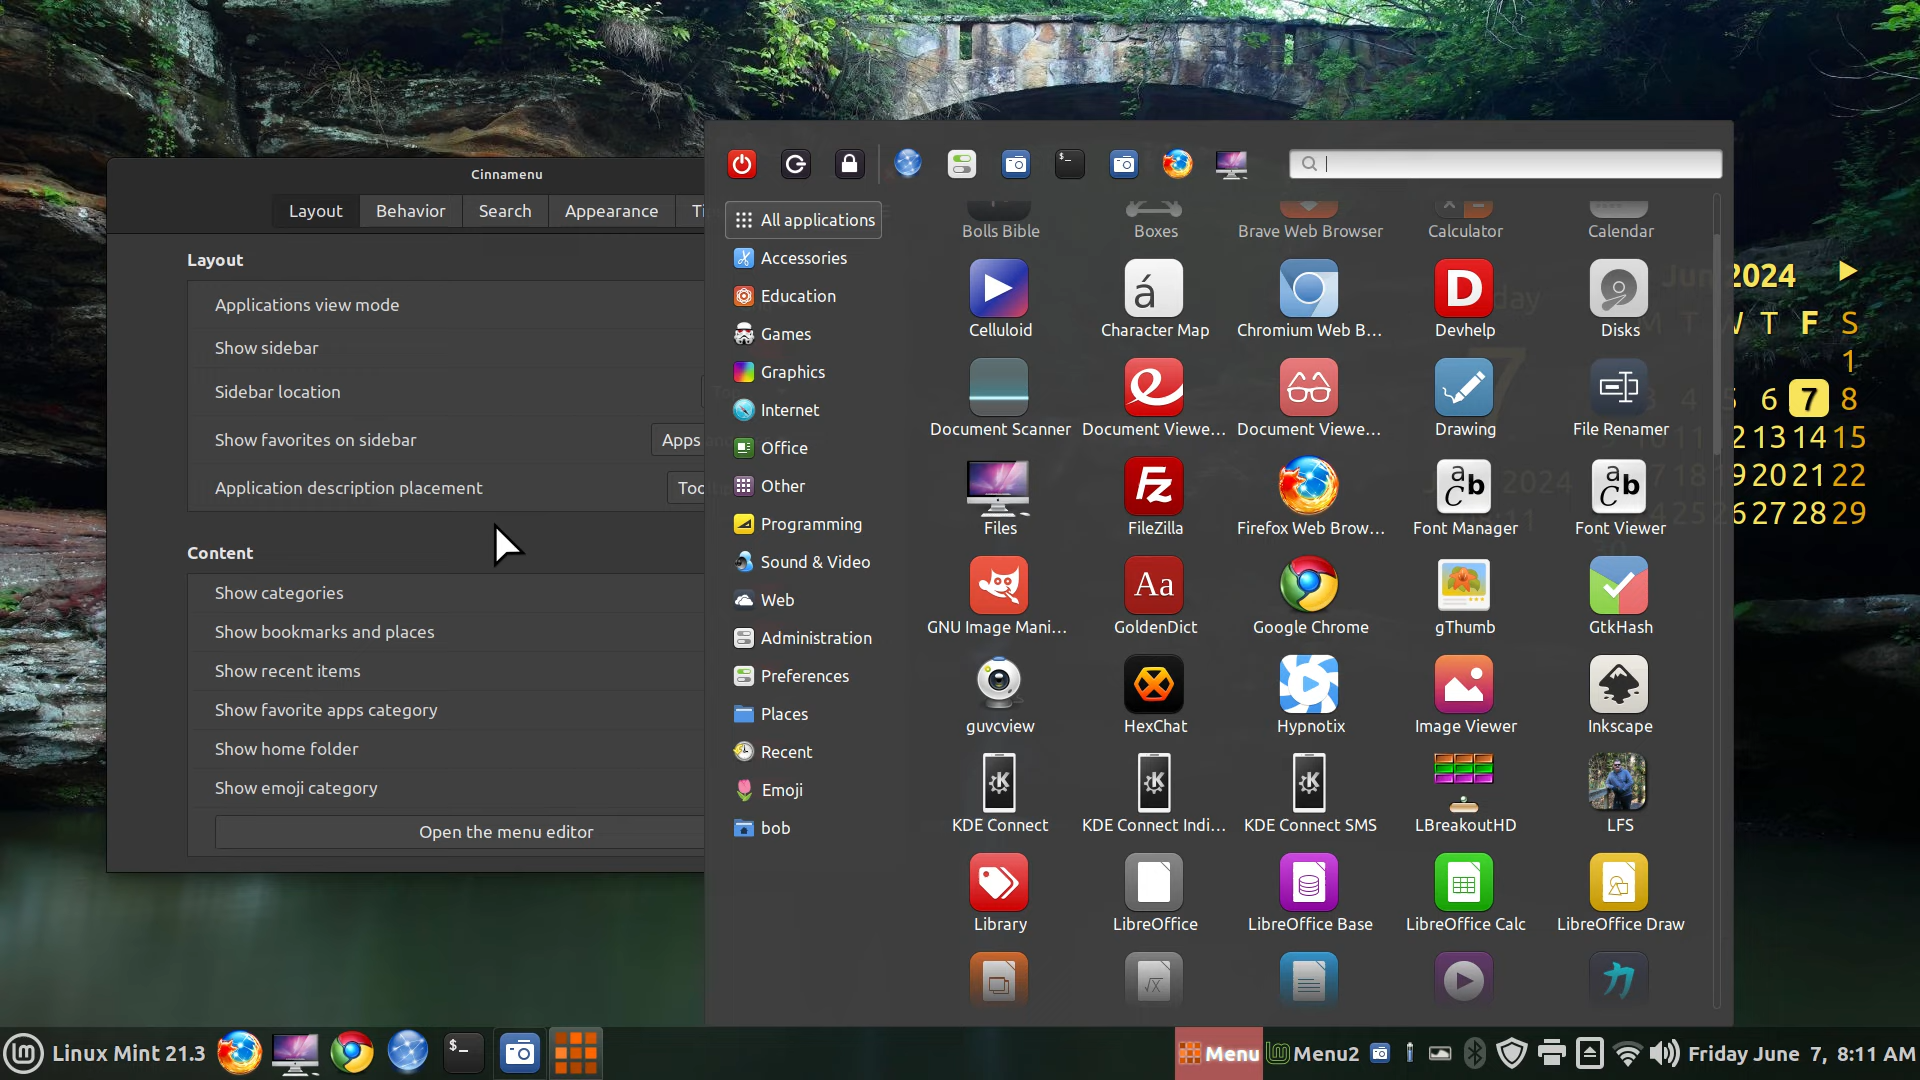 Cinnamenu
Layout
Behavior
Search
Appearance
Layout
Applications view mode
Show sidebar
Sidebar location
Show favorites on sidebar
Apps
Application description placement
Content
Show categories
Show bookmarks and places
Show recent items
Show favorite apps category
Show home folder
Show emoji category
Open the menu editor
All applications
Accessories
Education
Games
Graphics
Internet
Office
Other
Programming
Sound & Video
Web
Administration
Preferences
Places
Recent
Emoji
bob
Bolls Bible
Boxes
Brave Web Browser
Calculator
Calendar
Celluloid
Character Map
Chromium Web B...
Devhelp
Disks
Document Scanner
Document Viewe...
Document Viewe...
Drawing
File Renamer
Files
FileZilla
Firefox Web Brow...
Font Manager
Font Viewer
GNU Image Mani...
GoldenDict
Google Chrome
gThumb
GtkHash
guvcview
HexChat
Hypnotix
Image Viewer
Inkscape
KDE Connect
KDE Connect Indi...
KDE Connect SMS
LBreakoutHD
LFS
Library
LibreOffice
LibreOffice Base
LibreOffice Calc
LibreOffice Draw
2024
W T F S
1
6 7 8
13 14 15
19 20 21 22
26 27 28 29
Linux Mint 21.3
Menu
Menu2
Friday June 7, 8:11 AM